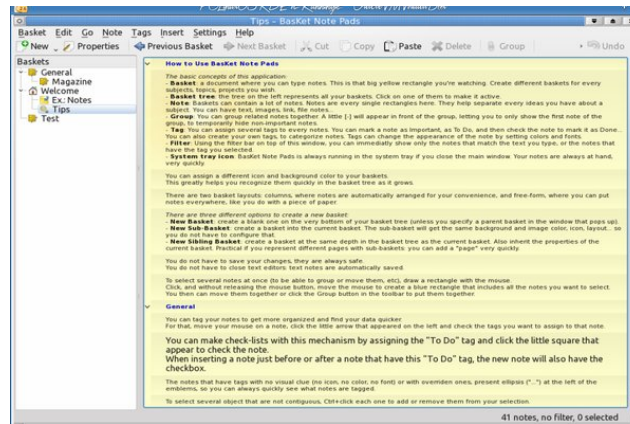 Tips – BasKet Note Pads
Basket Edit Go Note Tags Insert Settings Help
New Properties Previous Basket Next Basket Cut Copy Paste Delete Group Undo
Baskets
General
Magazine
Welcome
Ex.: Notes
Tips
Test
How to Use BasKet Note Pads
The basic concepts of this application:
- Basket: a document where you can type notes. This is that big yellow rectangle you're watching. Create different baskets for every
subject, topics, projects you wish.
- Basket tree: the tree on the left represents all your baskets. Click on one of them to make it active.
- Note: Baskets can contain a lot of notes. Notes are every single rectangles here. They help separate every ideas you have about a
subject. You can have text, images, link, file notes...
- Group: You can group related notes together. A little [-] will appear in front of the group, letting you to only show the first note of the
group, to temporarily hide non-important notes.
- Tag: You can assign several tags to every notes. You can mark a note as Important, as To Do, and then check the note to mark it as Done...
You can also create your own tags, to categorize notes. Tags can change the appearance of the note by setting colors and fonts.
- Filter: Using the filter bar on top of this window, you can immediatly show only the notes that match the text you type, or the notes that
have the tag you selected.
- System tray icon: BasKet Note Pads is always running in the system tray if you close the main window. Your notes are always at hand,
very quickly.
You can assign a different icon and background color to your baskets.
This greatly helps you recognize them quickly in the basket tree as it grows.
There are two basket layouts: columns, where notes are automatically arranged for your convenience, and free-form, where you can put
notes everywhere, like you do with a piece of paper.
There are three different options to create a new basket:
- New Basket: create a blank one on the very bottom of your basket tree (unless you specify a parent basket in the window that pops up).
- New Sub-Basket: create a basket into the current basket. The sub-basket will get the same background and image color, icon, layout... so
you do not have to configure that.
- New Sibling Basket: create a basket at the same depth in the basket tree as the current basket. Also inherit the properties of the
current basket. Practical if you represent different pages with sub-baskets: you can add a "page" very quickly.
You do not have to save your changes, they are always safe.
You do not have to close text editors: text notes are automatically saved.
To select several notes at once (to be able to group or move them, etc), draw a rectangle with the mouse.
Click, and without releasing the mouse button, move the mouse to create a blue rectangle that includes all the notes you want to select.
You then can move them together or click the Group button in the toolbar to put them together.
General
You can tag your notes to get more organized and find your data quicker.
For that, move your mouse on a note, click the little arrow that appeared on the left and check the tags you want to assign to that note.
You can make check-lists with this mechanism by assigning the "To Do" tag and click the little square that
appear to check the note.
When inserting a note just before or after a note that have this "To Do" tag, the new note will also have the
checkbox.
The notes that have tags with no visual clue (no icon, no color, no font) or with overriden ones, present ellipsis ("...") at the left of the
emblems, so you can always quickly see what notes are tagged.
To select several object that are not contiguous, Ctrl+click each one to add or remove them from your selection.
41 notes, no filter, 0 selected